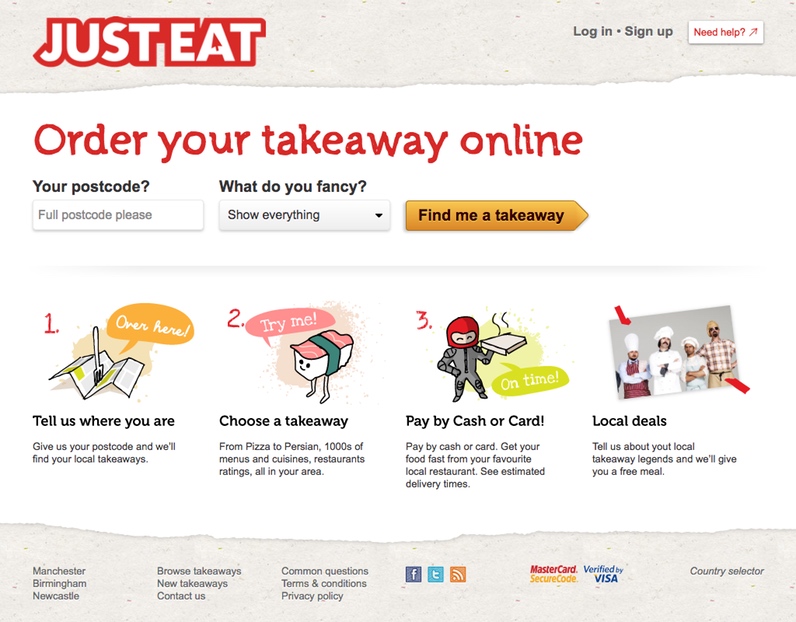 JUST EAT
Log in • Sign up
Need help?
Order your takeaway online
Your postcode?
What do you fancy?
Full postcode please
Show everything
Find me a takeaway
1.
Over here!
2.
Try me!
3.
On time!
Tell us where you are
Give us your postcode and we'll
find your local takeaways.
Choose a takeaway
From Pizza to Persian, 1000s of
menus and cuisines, restaurants
ratings, all in your area.
Pay by Cash or Card!
Pay by cash or card. Get your
food fast from your favourite
local restaurant. See estimated
delivery times.
Local deals
Tell us about yout local
takeaway legends and we'll give
you a free meal.
Manchester
Birmingham
Newcastle
Browse takeaways
New takeaways
Contact us
Common questions
Terms & conditions
Privacy policy
f
t
MasterCard.
SecureCode.
Verified by
VISA
Country selector